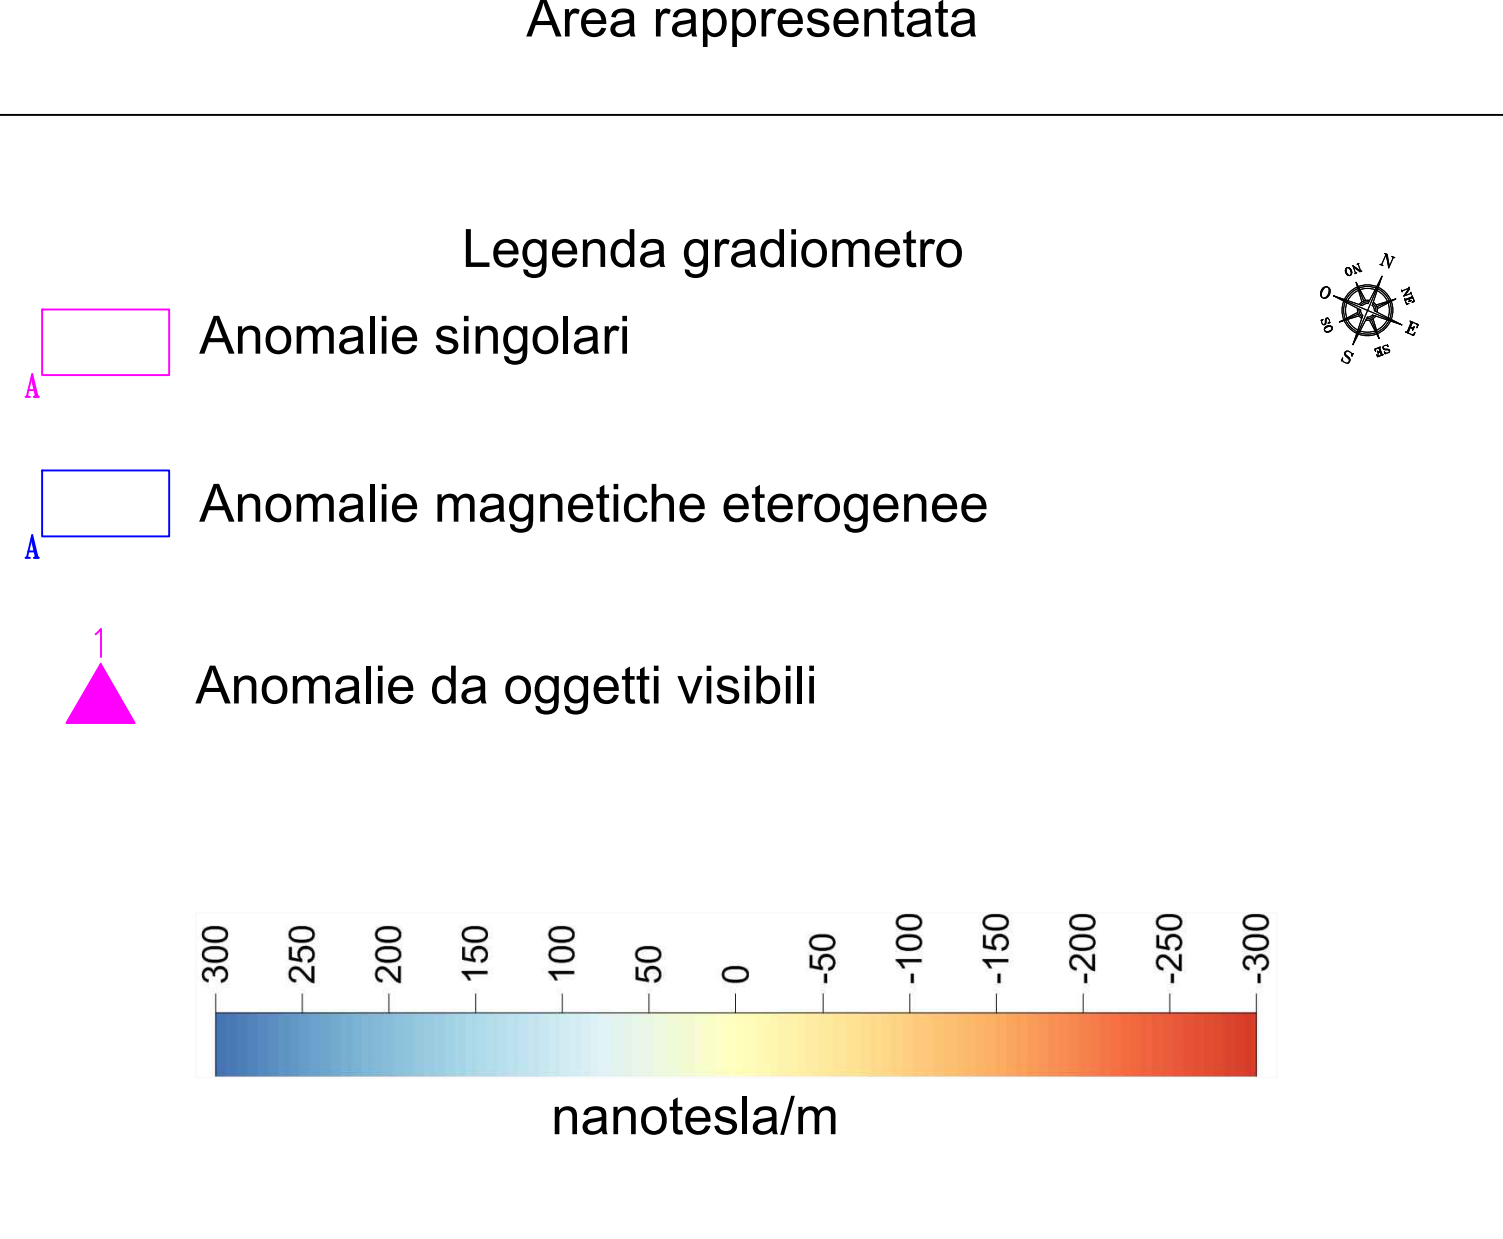 Area rappresentata
Legenda gradiometro
N
NO
NE
O
E
SO
S
SE
A
Anomalie singolari
A
Anomalie magnetiche eterogenee
1
Anomalie da oggetti visibili
300 250 200 150 100 50 0 -50 -100 -150 -200 -250 -300
nanotesla/m